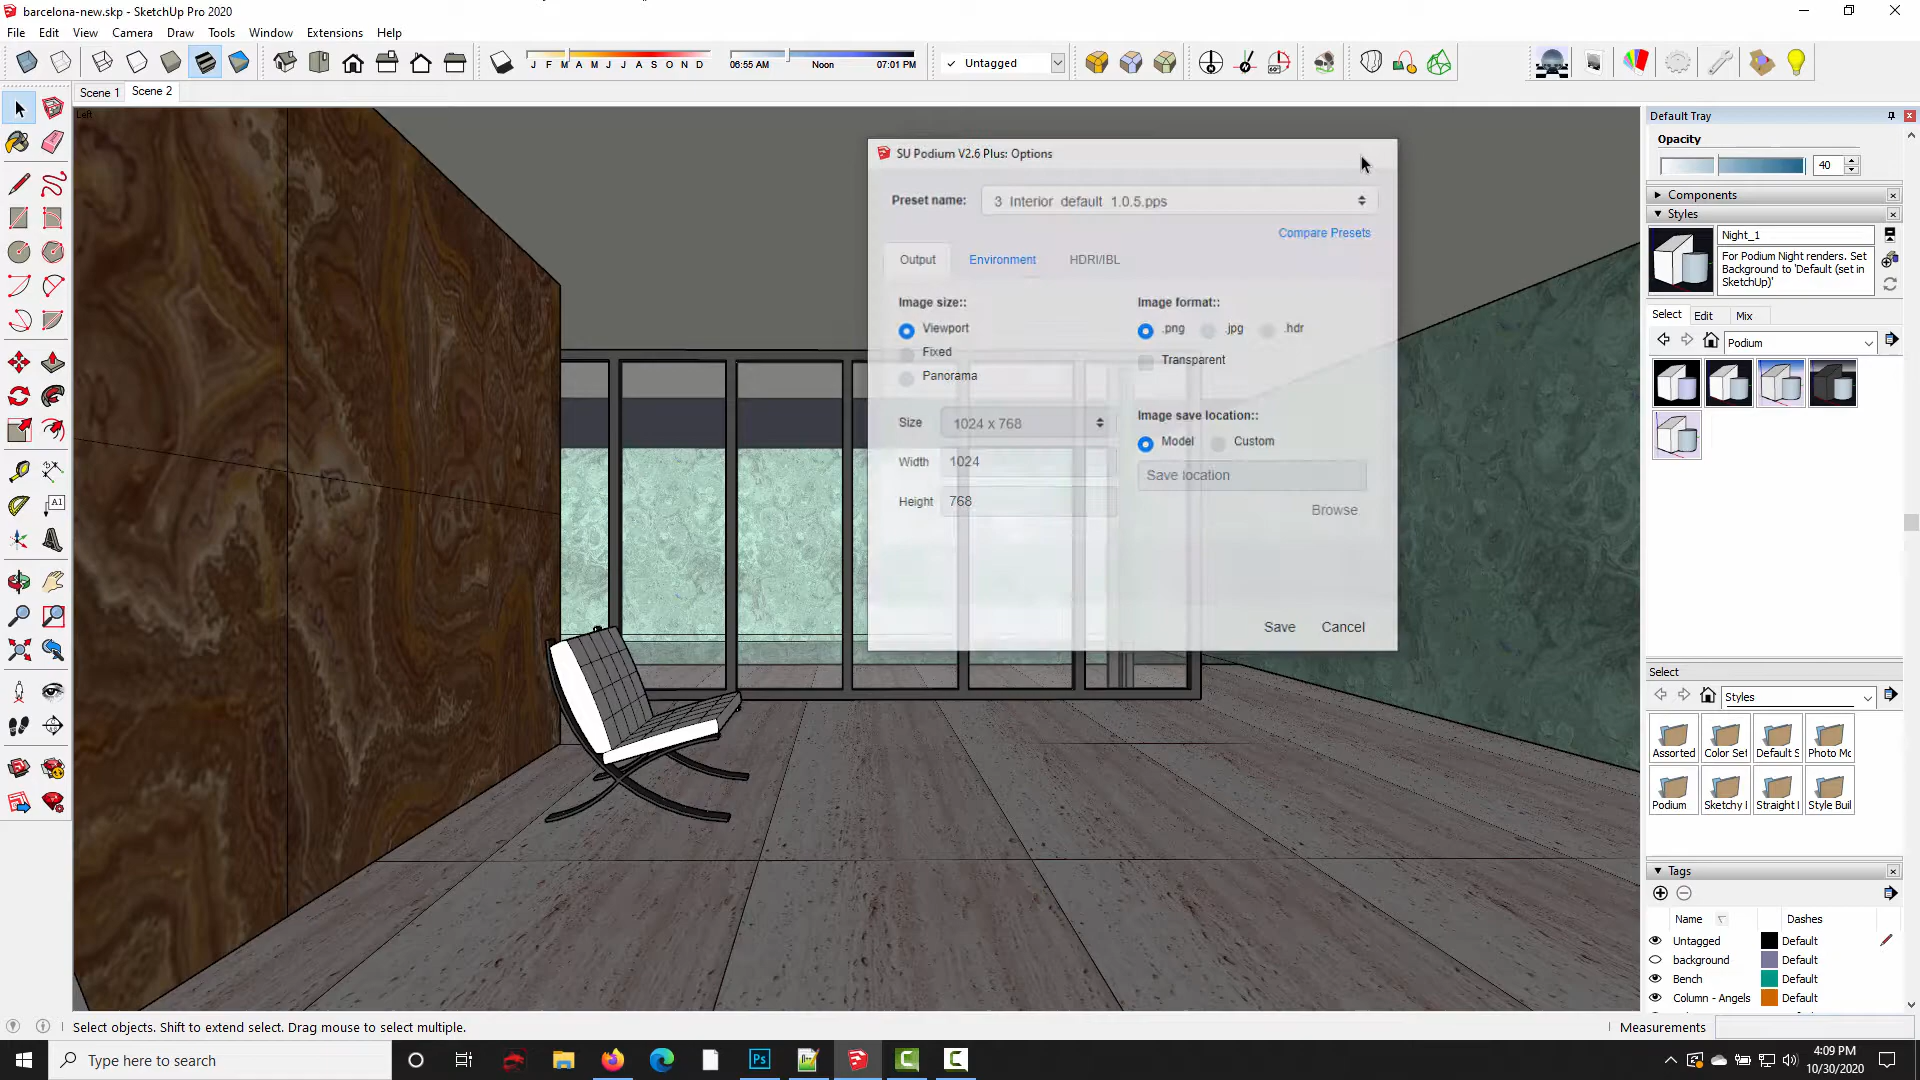 barcelona-new.skp - SketchUp Pro 2020
File Edit View Camera Draw Tools Window Extensions Help
J F M A M J J A S O N D
06:55 AM Noon 07:01 PM
Untagged
Scene 1 Scene 2
Left
SU Podium V2.6 Plus: Options
Preset name: 3 Interior default 1.0.5.pps
Compare Presets
Output Environment HDRI/IBL
Image size::
Viewport
Fixed
Panorama
Size 1024 x 768
Width 1024
Height 768
Image format::
.png .jpg .hdr
Transparent
Image save location::
Model Custom
Save location
Browse
Save Cancel
Default Tray
Opacity
40
Components
Styles
Night_1
For Podium Night renders. Set
Background to 'Default (set in
SketchUp)'
Select Edit Mix
Podium
Select
Styles
Assorted Color Set Default S Photo Mo
Podium Sketchy I Straight I Style Buil
Tags
Name Dashes
Untagged Default
background Default
Bench Default
Column - Angels Default
Select objects. Shift to extend select. Drag mouse to select multiple.
Measurements
Type here to search
Ps
4:09 PM
10/30/2020